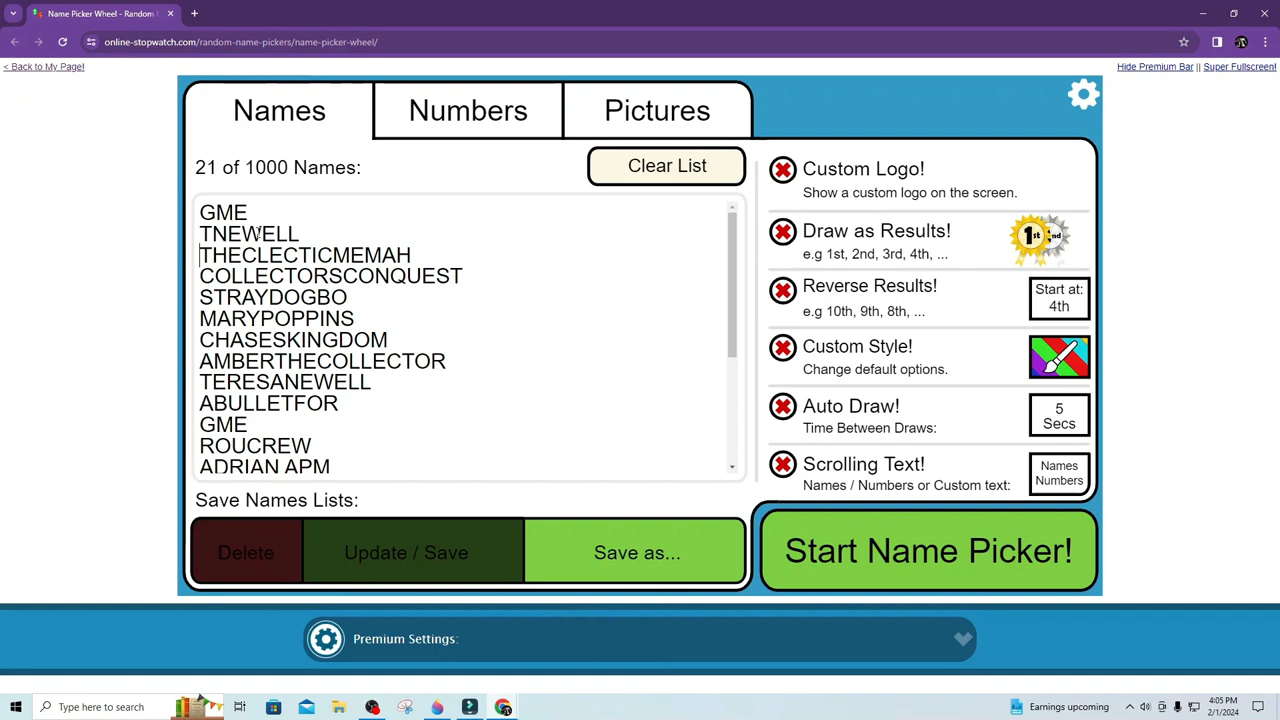 Name Picker Wheel - Random
online-stopwatch.com/random-name-pickers/name-picker-wheel/
< Back to My Page!
Hide Premium Bar || Super Fullscreen!
Names
Numbers
Pictures
21 of 1000 Names:
Clear List
GME
TNEWELL
THECLECTICMEMAH
COLLECTORSCONQUEST
STRAYDOGBO
MARYPOPPINS
CHASESKINGDOM
AMBERTHECOLLECTOR
TERESANEWELL
ABULLETFOR
GME
ROUCREW
ADRIAN APM
Save Names Lists:
Delete
Update / Save
Save as...
Custom Logo!
Show a custom logo on the screen.
Draw as Results!
e.g 1st, 2nd, 3rd, 4th, ...
1st
Reverse Results!
e.g 10th, 9th, 8th, ...
Start at:
4th
Custom Style!
Change default options.
Auto Draw!
Time Between Draws:
5
Secs
Scrolling Text!
Names / Numbers or Custom text:
Names
Numbers
Start Name Picker!
Premium Settings:
Type here to search
Earnings upcoming
4:05 PM
2/1/2024